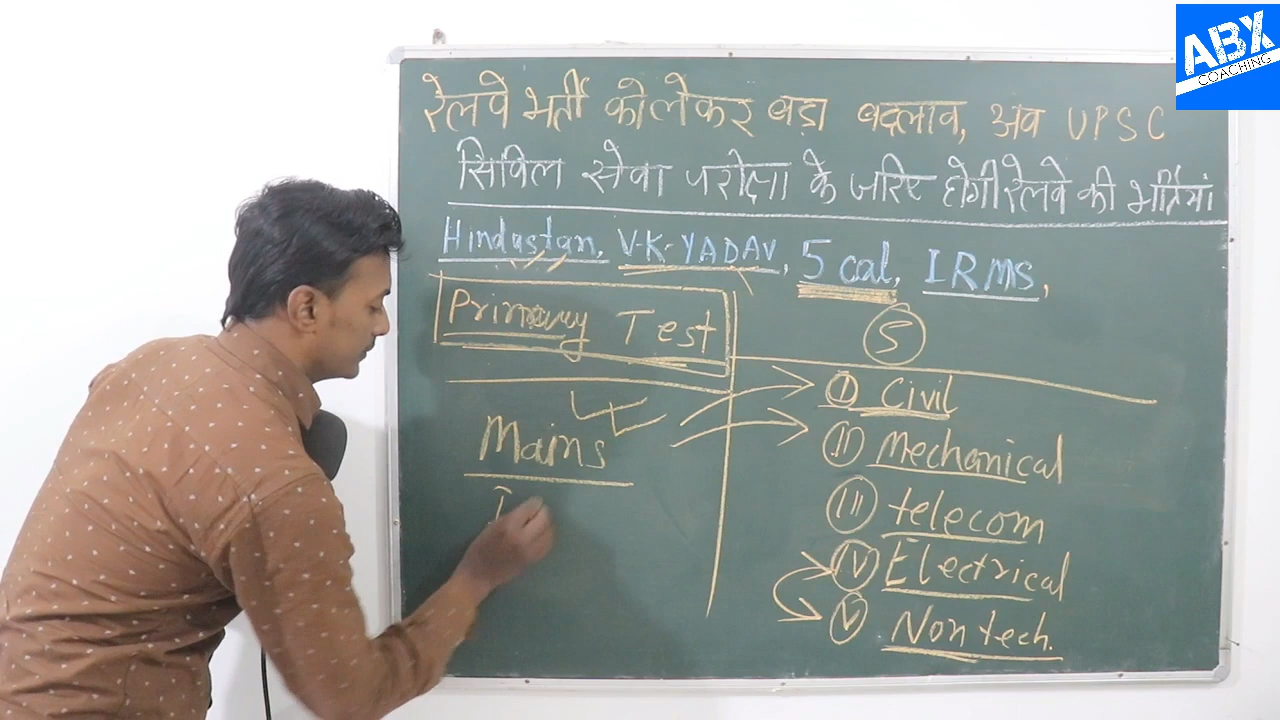 ABX
COACHING
रेलवे भर्ती को लेकर बड़ा बदलाव, अब UPSC
सिविल सेवा परीक्षा के जरिए होगी रेलवे की भर्तियां
Hindustan, V.K. YADAV, 5 cal, IRMS,
Primary Test
5
I Civil
Mains
II Mechanical
III telecom
IV Electrical
V Non tech.